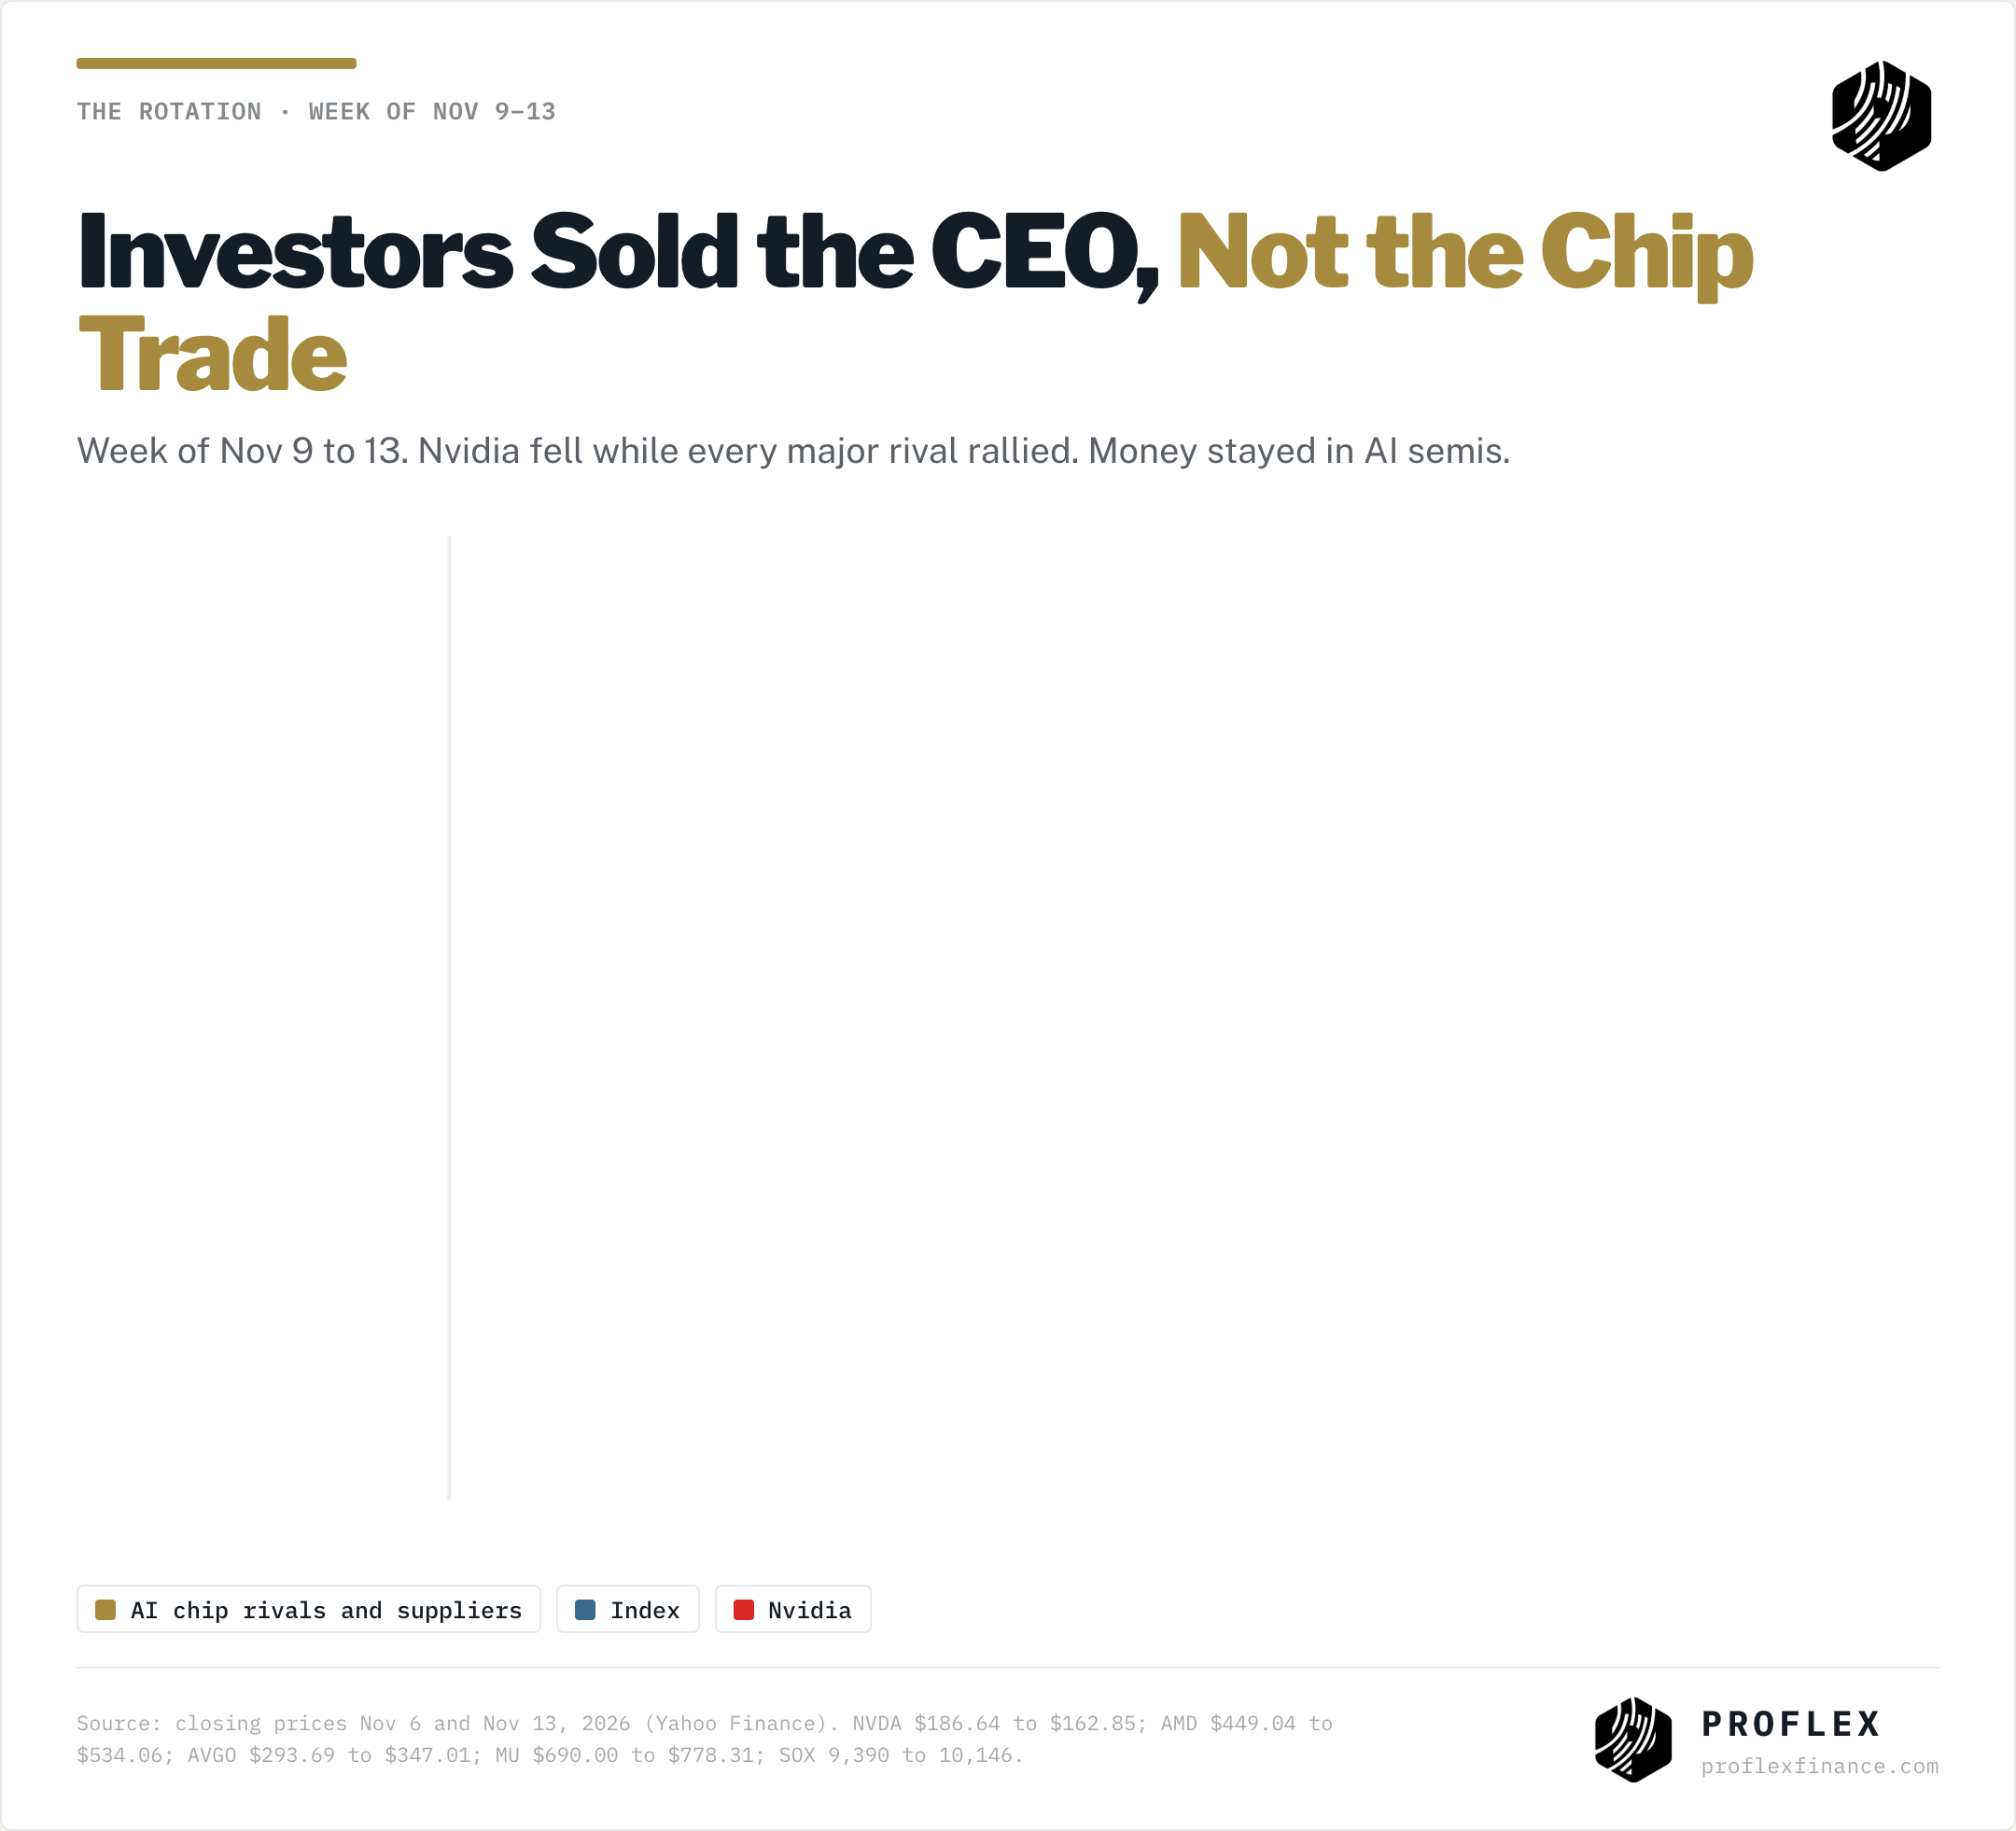 THE ROTATION · WEEK OF NOV 9–13
Investors Sold the CEO, Not the Chip
Trade
Week of Nov 9 to 13. Nvidia fell while every major rival rallied. Money stayed in AI semis.
AI chip rivals and suppliers
Index
Nvidia
Source: closing prices Nov 6 and Nov 13, 2026 (Yahoo Finance). NVDA $186.64 to $162.85; AMD $449.04 to
$534.06; AVGO $293.69 to $347.01; MU $690.00 to $778.31; SOX 9,390 to 10,146.
PROFLEX
proflexfinance.com